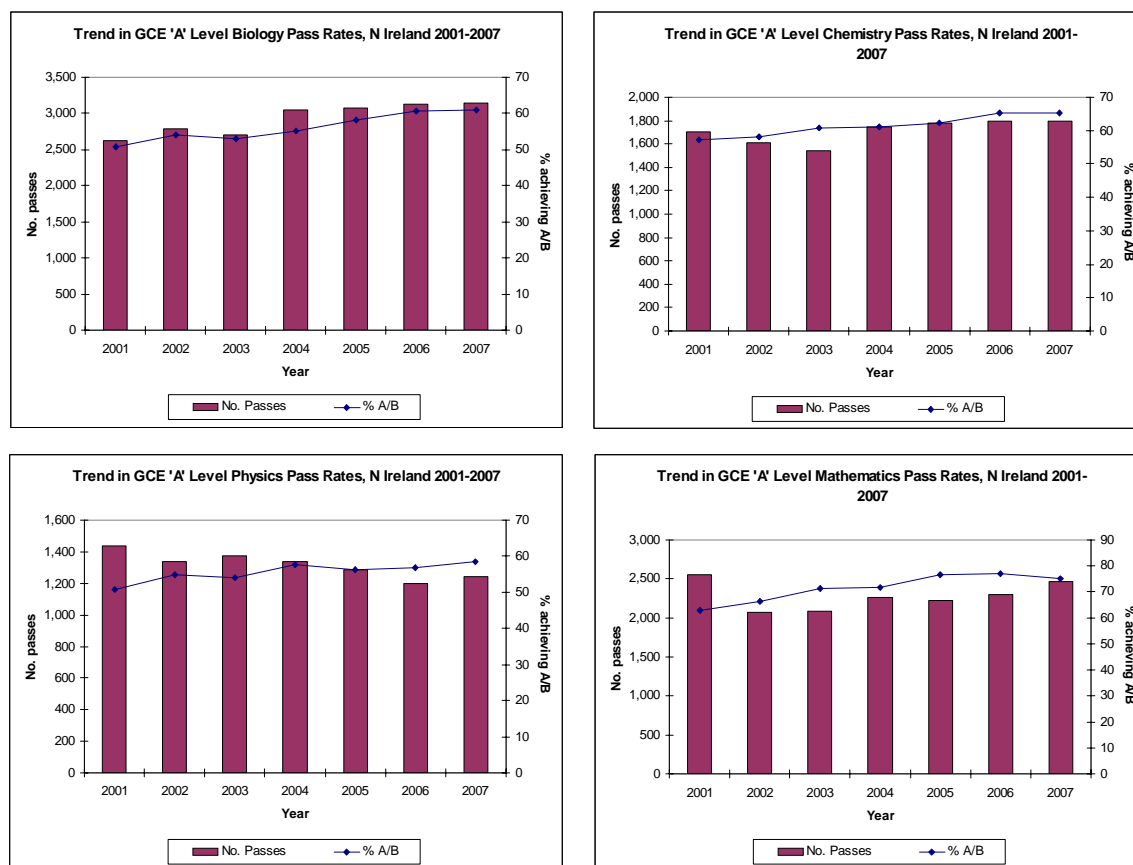 Trend in GCE 'A' Level Biology Pass Rates, N Ireland 2001-2007
3,500
3,000
2,500
2,000
1,500
1,000
500
0
No. passes
70
60
50
40
30
20
10
0
% achieving A/B
2001 2002 2003 2004 2005 2006 2007
Year
No. Passes % A/B
Trend in GCE 'A' Level Chemistry Pass Rates, N Ireland 2001-
2007
2,000
1,800
1,600
1,400
1,200
1,000
800
600
400
200
0
No. passes
70
60
50
40
30
20
10
0
% achieving A/B
2001 2002 2003 2004 2005 2006 2007
Year
No. Passes % A/B
Trend in GCE 'A' Level Physics Pass Rates, N Ireland 2001-2007
1,600
1,400
1,200
1,000
800
600
400
200
0
No. passes
70
60
50
40
30
20
10
0
% achieving A/B
2001 2002 2003 2004 2005 2006 2007
Year
No. Passes % A/B
Trend in GCE 'A' Level Mathematics Pass Rates, N Ireland 2001-
2007
3,000
2,500
2,000
1,500
1,000
500
0
No. passes
90
80
70
60
50
40
30
20
10
0
% achieving A/B
2001 2002 2003 2004 2005 2006 2007
Year
No. Passes % A/B